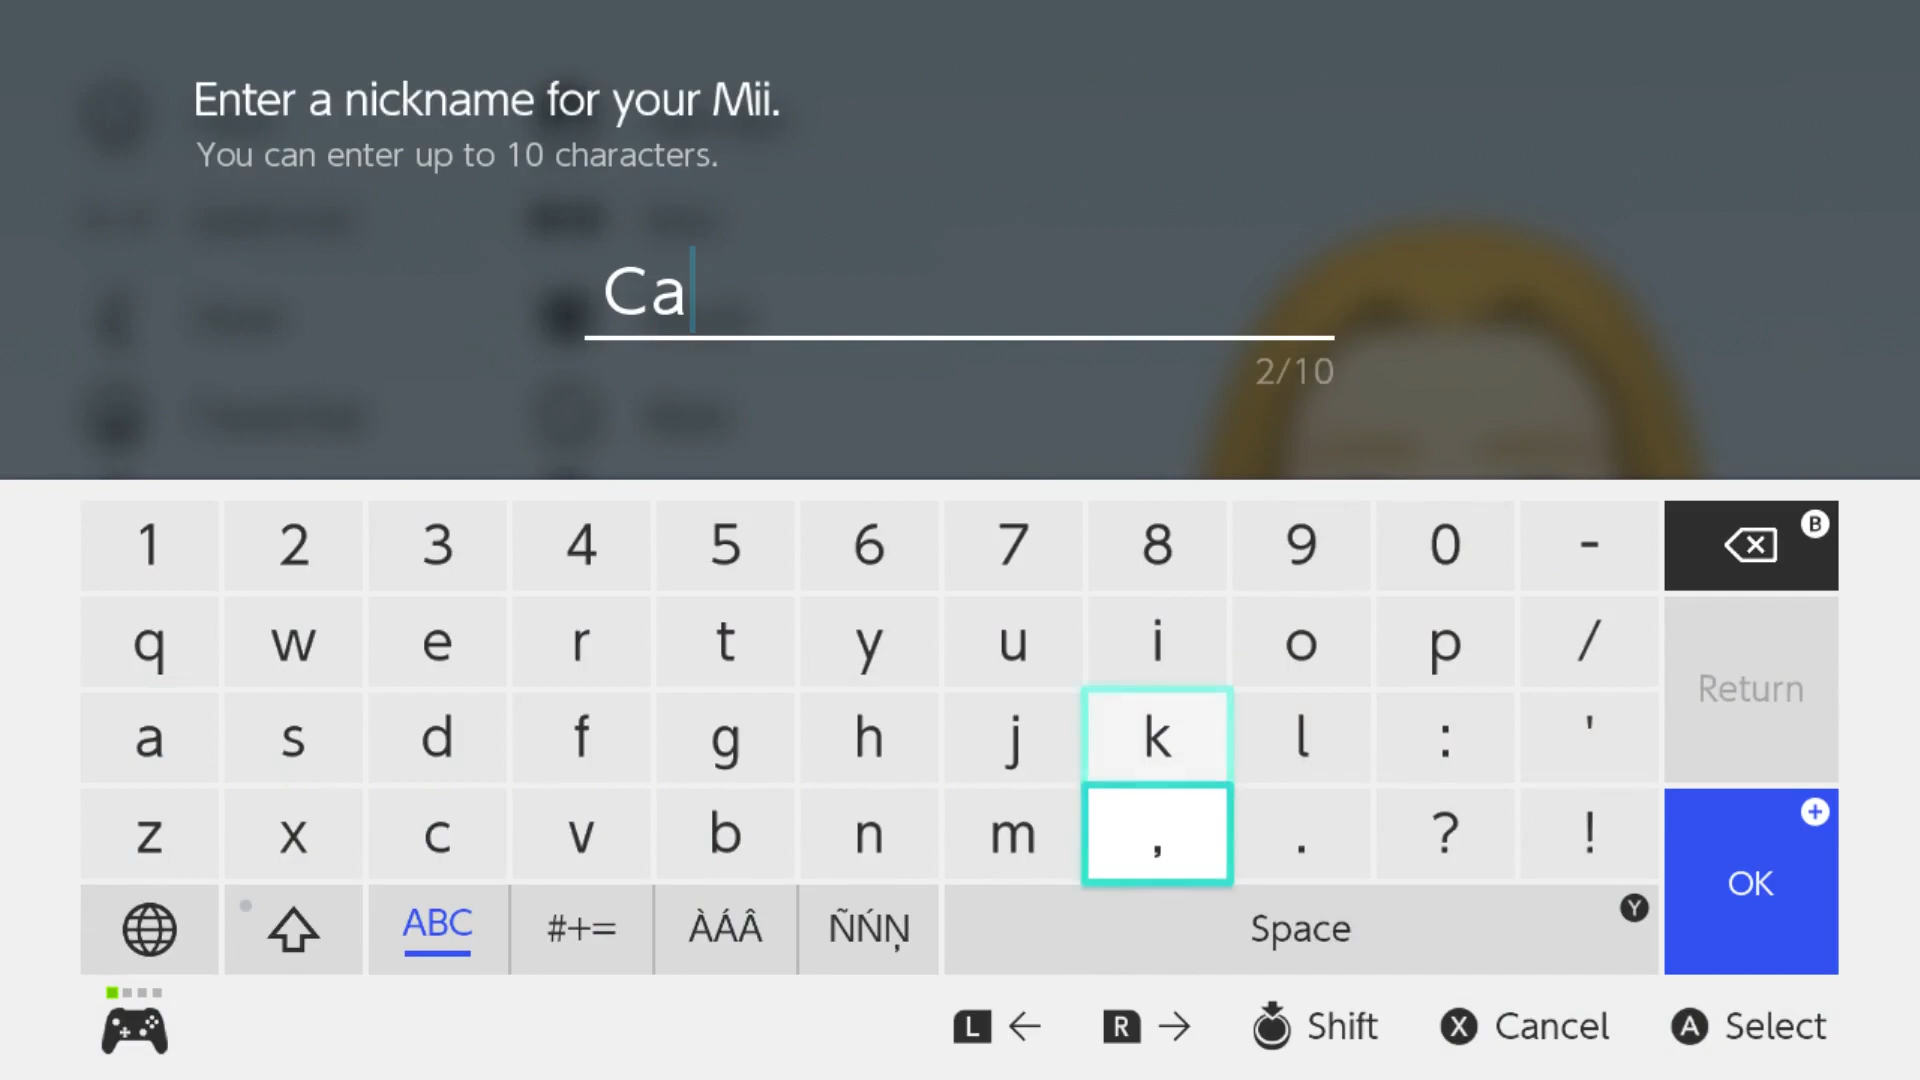 Enter a nickname for your Mii.
You can enter up to 10 characters.
Ca
2/10
1 2 3 4 5 6 7 8 9 0 - B
q w e r t y u i o p /
Return
a s d f g h j k l : '
z x c v b n m , . ? ! +
OK
ABC #+= ÀÁÂ ÑŃŅ Space Y
L ← R → Shift X Cancel A Select